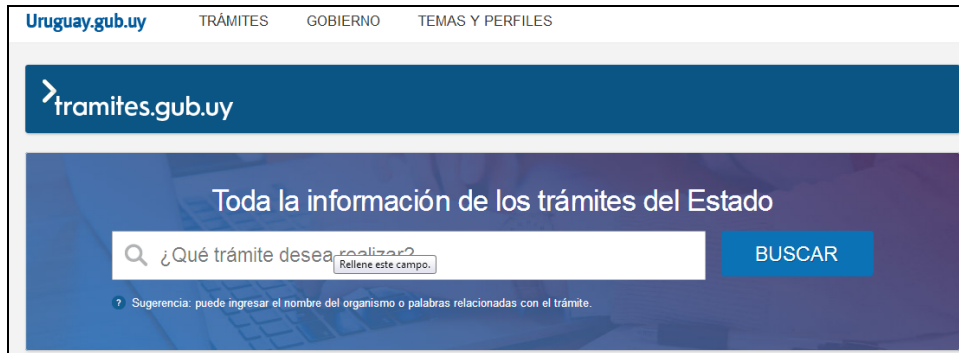 Uruguay.gub.uy TRÁMITES GOBIERNO TEMAS Y PERFILES
tramites.gub.uy
Toda la información de los trámites del Estado
¿Qué trámite desea realizar? BUSCAR
Rellene este campo.
? Sugerencia: puede ingresar el nombre del organismo o palabras relacionadas con el trámite.